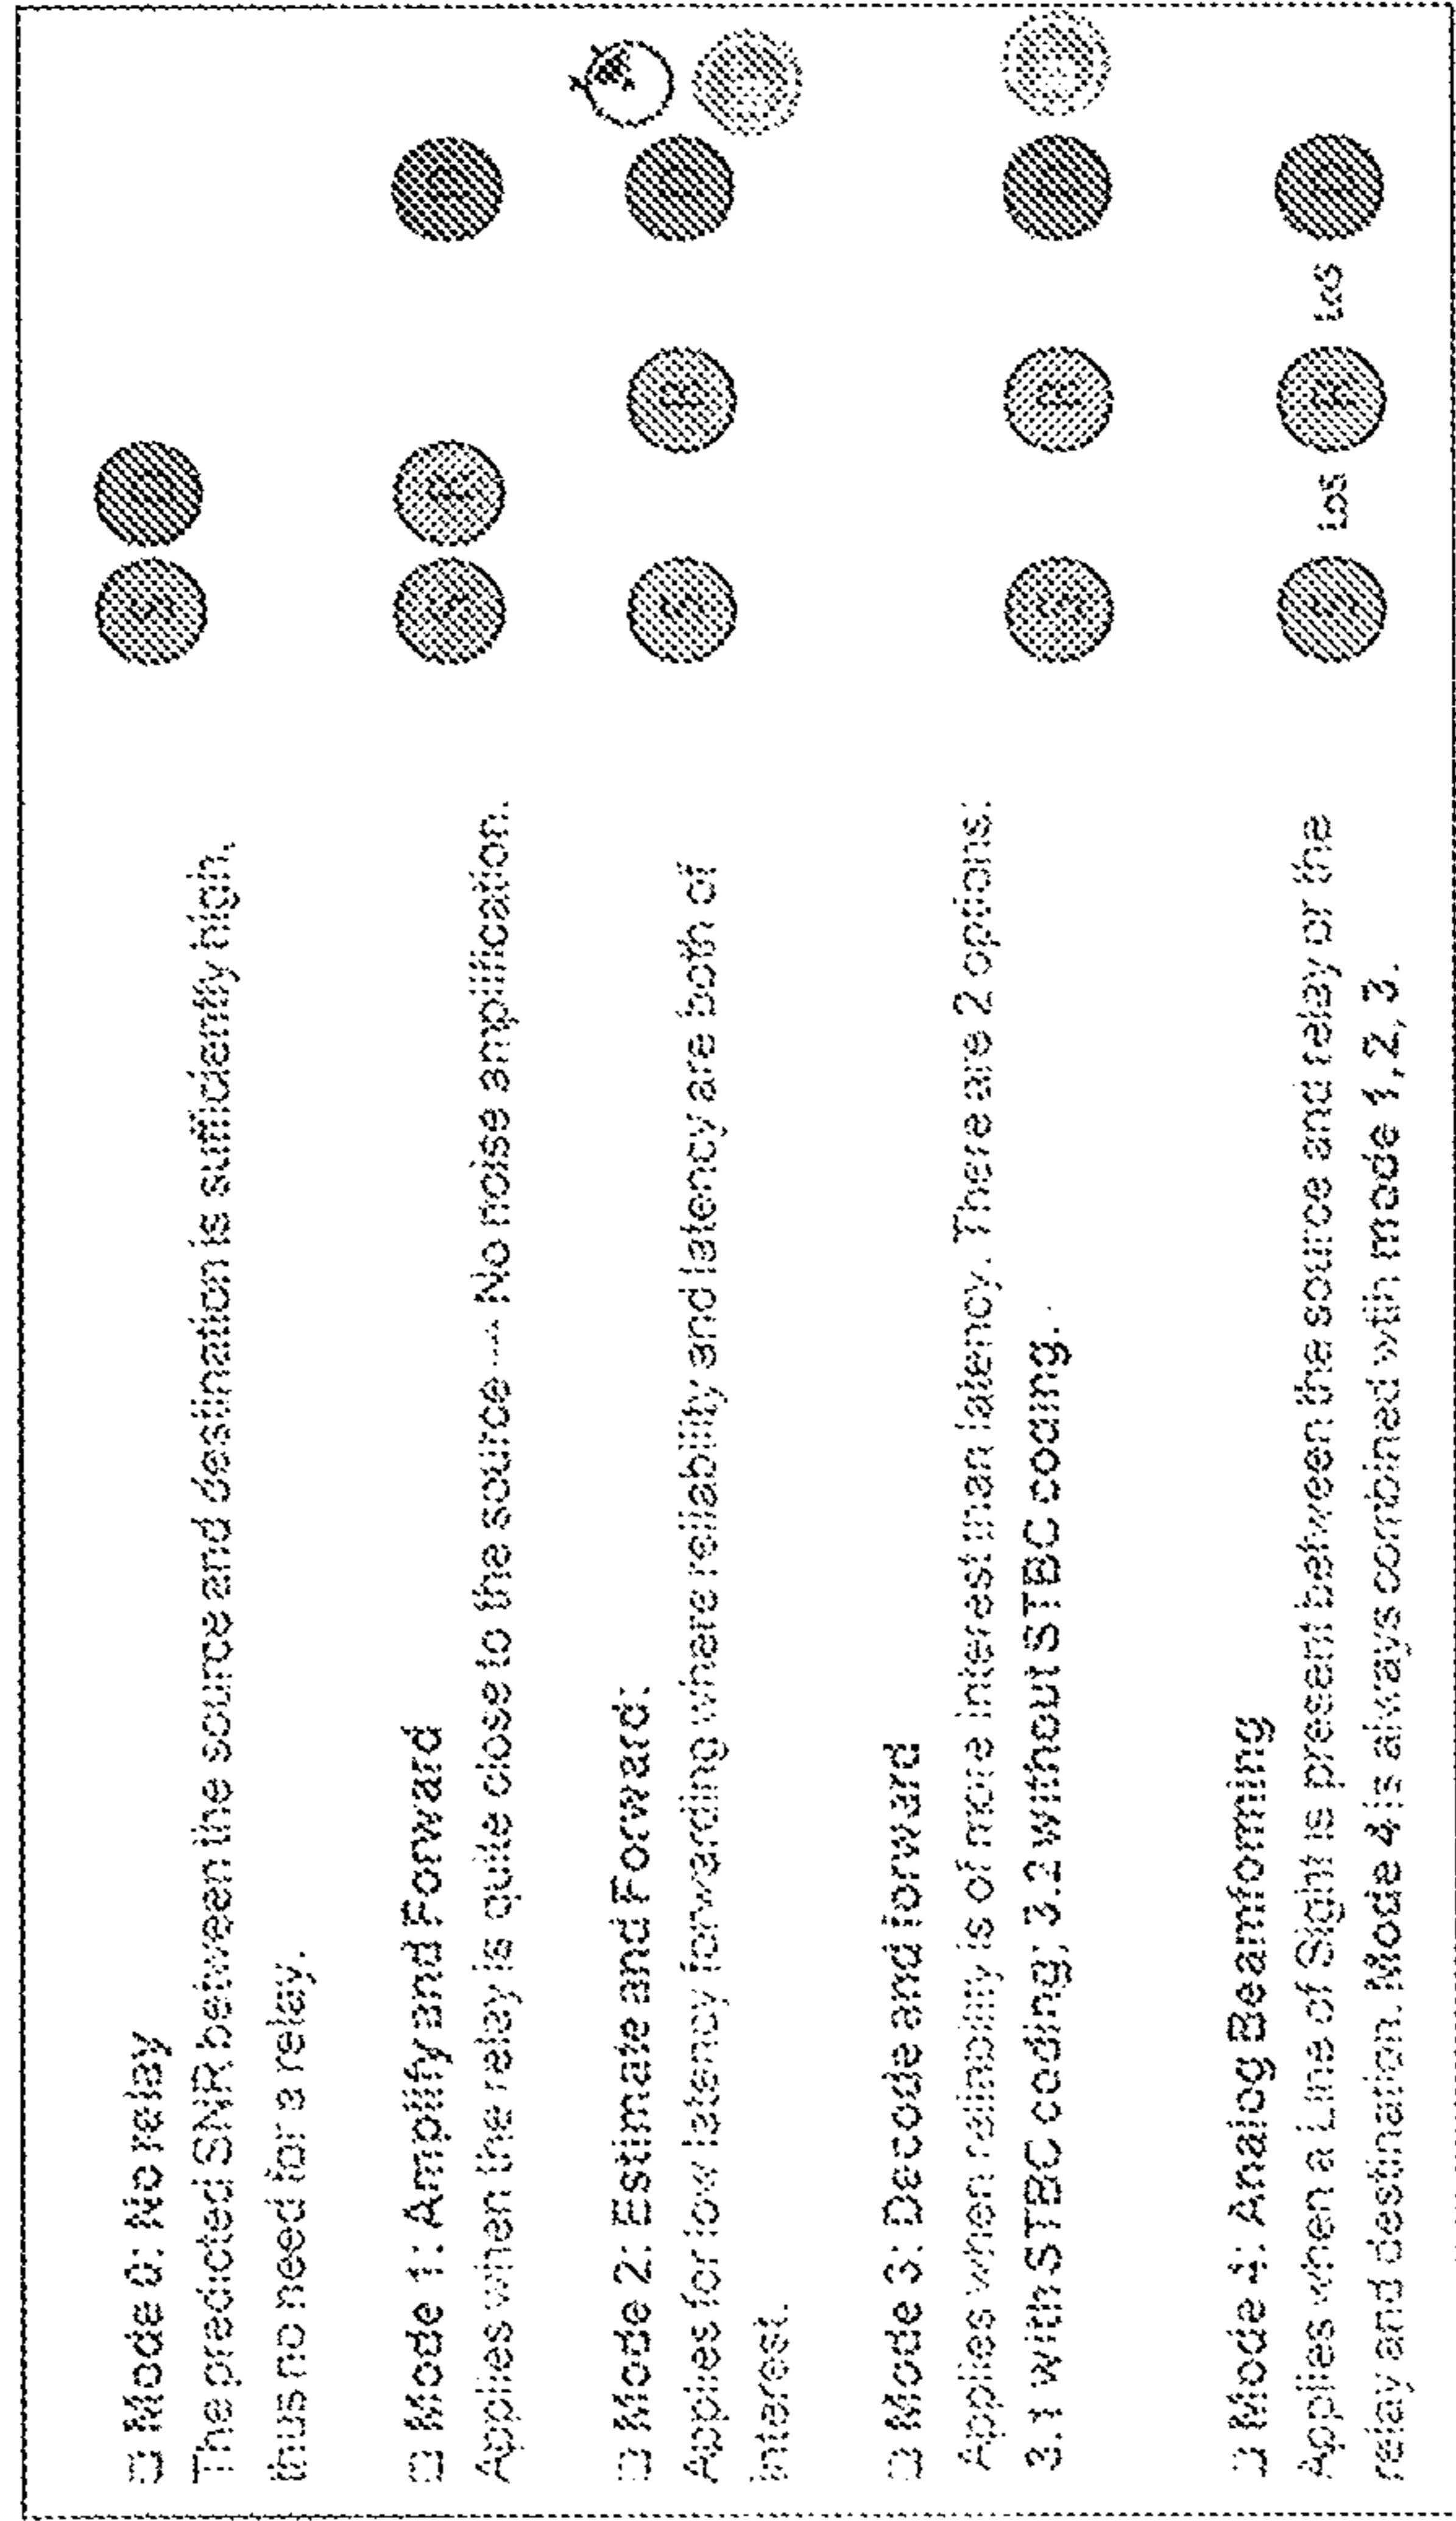 ❑ Mode 0: No relay
The predicted SNR between the source and destination is sufficiently high,
thus no need for a relay.
S
❑ Mode 1: Amplify and Forward
Applies when the relay is quite close to the source → No noise amplification.
S R D
❑ Mode 2: Estimate and Forward:
Applies for low latency forwarding where reliability and latency are both of
interest.
S R
❑ Mode 3: Decode and forward
Applies when reliability is of more interest than latency. There are 2 options:
3.1 with STBC coding; 3.2 without STBC coding.
S R
❑ Mode 4: Analog Beamforming
Applies when a Line of Sight is present between the source and relay or the
relay and destination. Mode 4 is always combined wtih mode 1, 2, 3.
S LoS R LoS